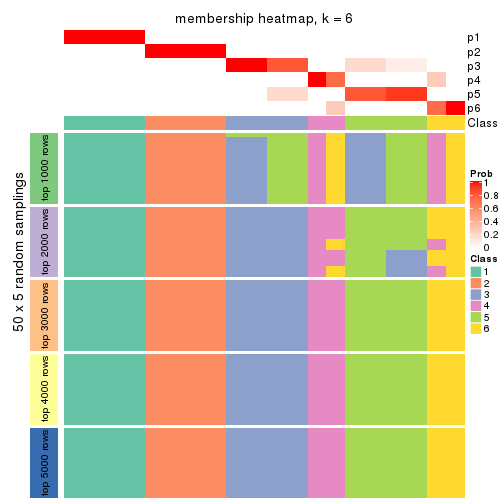 membership heatmap, k = 6
p1
p2
p3
p4
p5
p6
Class
50 x 5 random samplings
top 1000 rows
top 2000 rows
top 3000 rows
top 4000 rows
top 5000 rows
Prob
1
0.8
0.6
0.4
0.2
0
Class
1
2
3
4
5
6